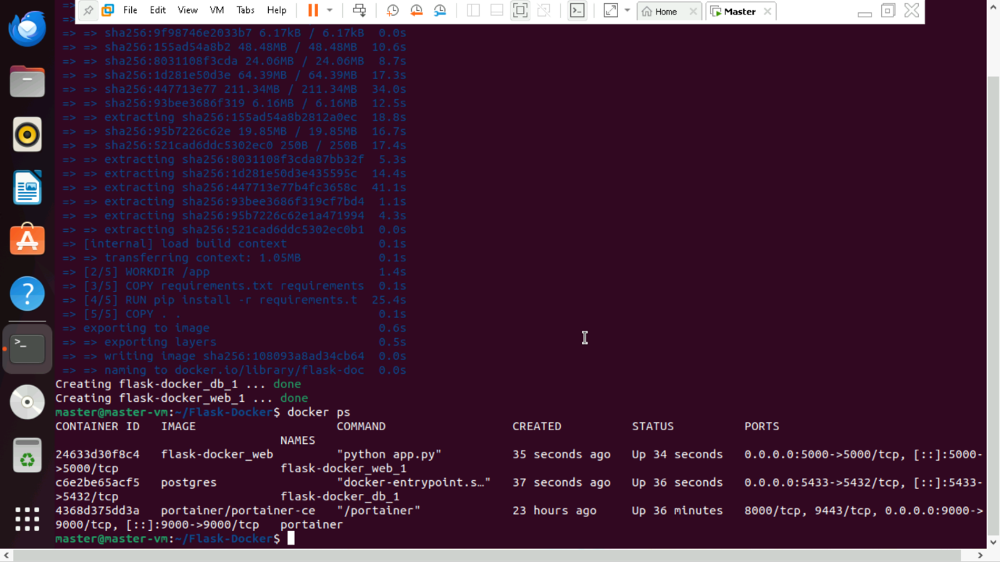 File Edit View VM Tabs Help Home Master
=> => sha256:9f98746e2033b7 6.17kB / 6.17kB 0.0s
=> => sha256:155ad54a8b2 48.48MB / 48.48MB 10.6s
=> => sha256:8031108f3cda 24.06MB / 24.06MB 8.7s
=> => sha256:1d281e50d3e 64.39MB / 64.39MB 17.3s
=> => sha256:447713e77 211.34MB / 211.34MB 34.0s
=> => sha256:93bee3686f319 6.16MB / 6.16MB 12.5s
=> => extracting sha256:155ad54a8b2812a0ec 18.8s
=> => sha256:95b7226c62e 19.85MB / 19.85MB 16.7s
=> => sha256:521cad6ddc5302ec0 250B / 250B 17.4s
=> => extracting sha256:8031108f3cda87bb32f 5.3s
=> => extracting sha256:1d281e50d3e435595c 14.4s
=> => extracting sha256:447713e77b4fc3658c 41.1s
=> => extracting sha256:93bee3686f319cf7bd4 1.1s
=> => extracting sha256:95b7226c62e1a471994 4.3s
=> => extracting sha256:521cad6ddc5302ec0b1 0.0s
=> [internal] load build context 0.1s
=> => transferring context: 1.05MB 0.1s
=> [2/5] WORKDIR /app 1.4s
=> [3/5] COPY requirements.txt requirements 0.1s
=> [4/5] RUN pip install -r requirements.t 25.4s
=> [5/5] COPY . . 0.1s
=> exporting to image 0.6s
=> => exporting layers 0.5s
=> => writing image sha256:108093a8ad34cb64 0.0s
=> => naming to docker.io/library/flask-doc 0.0s
Creating flask-docker_db_1 ... done
Creating flask-docker_web_1 ... done
master@master-vm:~/Flask-Docker$ docker ps
CONTAINER ID IMAGE COMMAND CREATED STATUS PORTS
NAMES
24633d30f8c4 flask-docker_web "python app.py" 35 seconds ago Up 34 seconds 0.0.0.0:5000->5000/tcp, [::]:5000-
>5000/tcp flask-docker_web_1
c6e2be65acf5 postgres "docker-entrypoint.s…" 37 seconds ago Up 36 seconds 0.0.0.0:5433->5432/tcp, [::]:5433-
>5432/tcp flask-docker_db_1
4368d375dd3a portainer/portainer-ce "/portainer" 23 hours ago Up 36 minutes 8000/tcp, 9443/tcp, 0.0.0.0:9000->
9000/tcp, [::]:9000->9000/tcp portainer
master@master-vm:~/Flask-Docker$